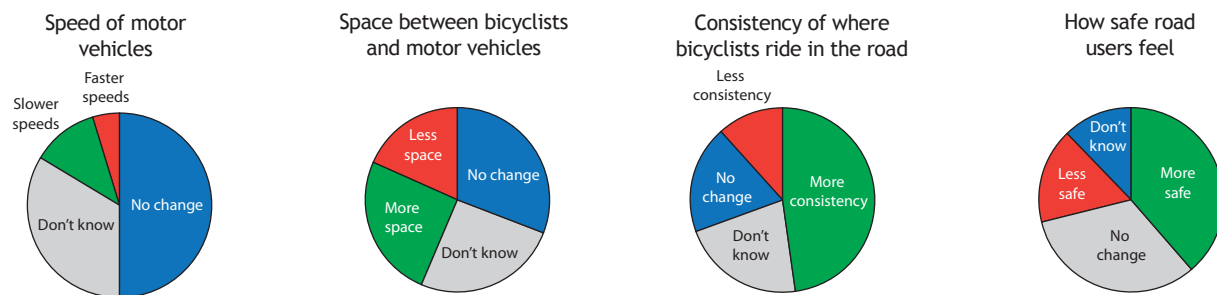 Speed of motor
vehicles
Faster
speeds
Slower
speeds
No change
Don't know
Space between bicyclists
and motor vehicles
Less
space
No change
More
space
Don't know
Consistency of where
bicyclists ride in the road
Less
consistency
No
change
More
consistency
Don't
know
How safe road
users feel
Don't
know
Less
safe
More
safe
No
change